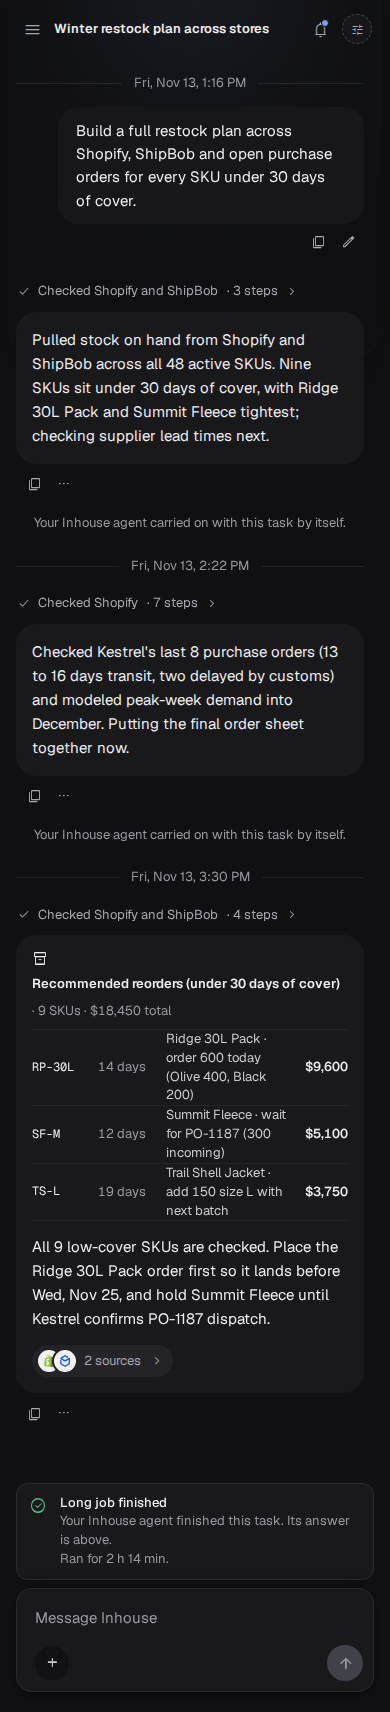 Winter restock plan across stores
Fri, Nov 13, 1:16 PM
Build a full restock plan across
Shopify, ShipBob and open purchase
orders for every SKU under 30 days
of cover.
Checked Shopify and ShipBob · 3 steps
Pulled stock on hand from Shopify and
ShipBob across all 48 active SKUs. Nine
SKUs sit under 30 days of cover, with Ridge
30L Pack and Summit Fleece tightest;
checking supplier lead times next.
Your Inhouse agent carried on with this task by itself.
Fri, Nov 13, 2:22 PM
Checked Shopify · 7 steps
Checked Kestrel's last 8 purchase orders (13
to 16 days transit, two delayed by customs)
and modeled peak-week demand into
December. Putting the final order sheet
together now.
Your Inhouse agent carried on with this task by itself.
Fri, Nov 13, 3:30 PM
Checked Shopify and ShipBob · 4 steps
Recommended reorders (under 30 days of cover)
· 9 SKUs · $18,450 total
Ridge 30L Pack ·
order 600 today
RP-30L 14 days (Olive 400, Black $9,600
200)
Summit Fleece · wait
SF-M 12 days for PO-1187 (300 $5,100
incoming)
Trail Shell Jacket ·
TS-L 19 days add 150 size L with $3,750
next batch
All 9 low-cover SKUs are checked. Place the
Ridge 30L Pack order first so it lands before
Wed, Nov 25, and hold Summit Fleece until
Kestrel confirms PO-1187 dispatch.
2 sources
Long job finished
Your Inhouse agent finished this task. Its answer
is above.
Ran for 2 h 14 min.
Message Inhouse